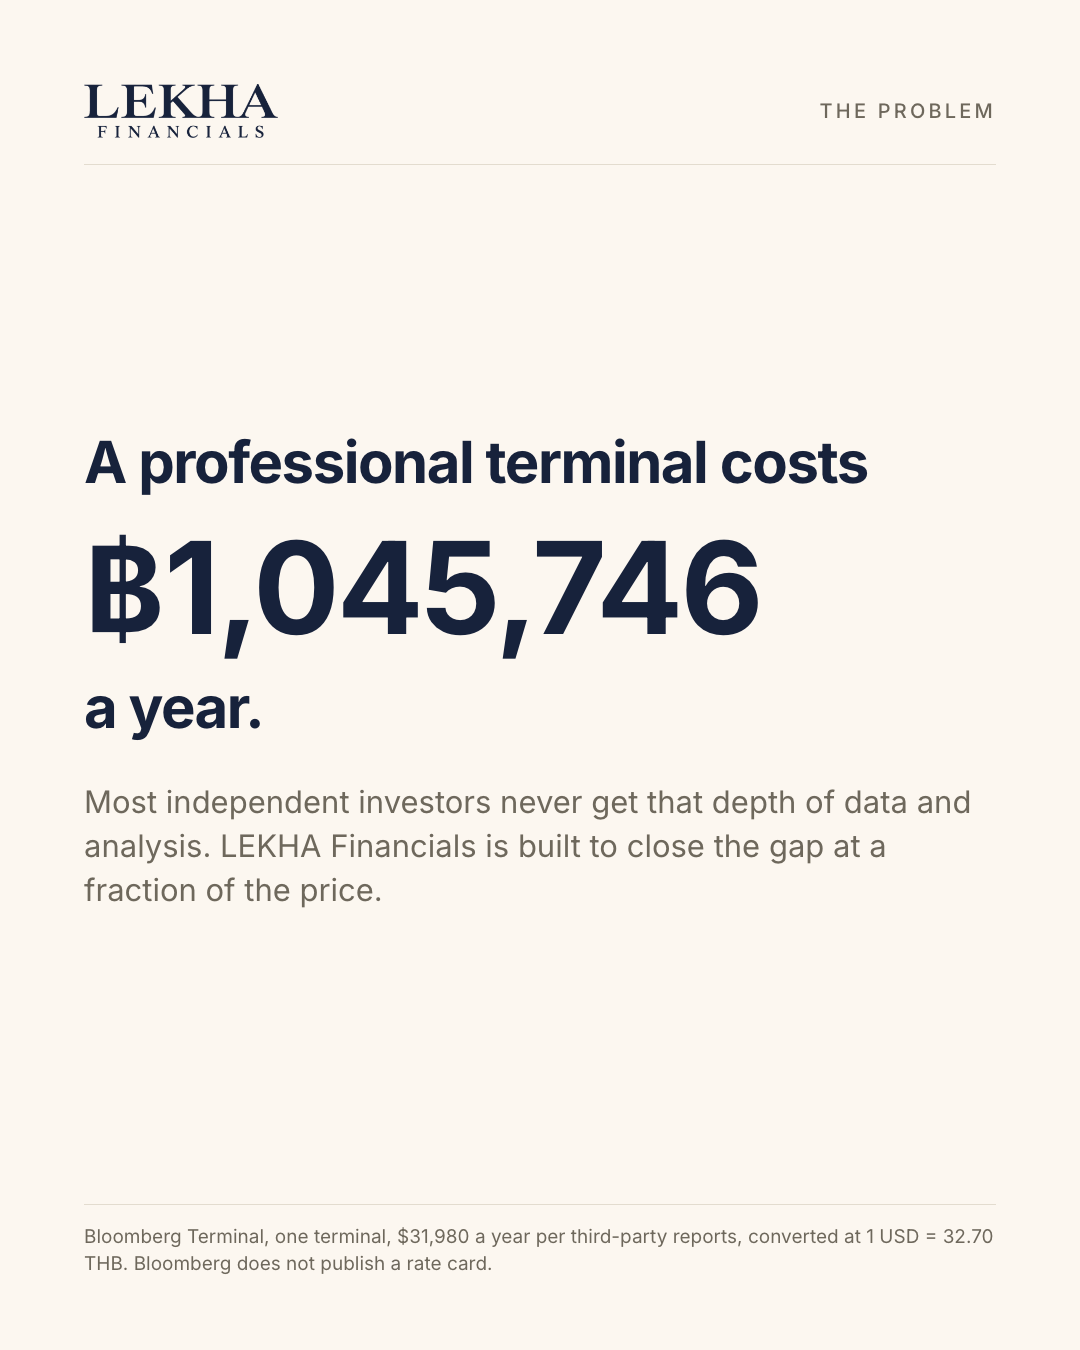 LEKHA
FINANCIALS
THE PROBLEM
A professional terminal costs
฿1,045,746
a year.
Most independent investors never get that depth of data and
analysis. LEKHA Financials is built to close the gap at a
fraction of the price.
Bloomberg Terminal, one terminal, $31,980 a year per third-party reports, converted at 1 USD = 32.70
THB. Bloomberg does not publish a rate card.